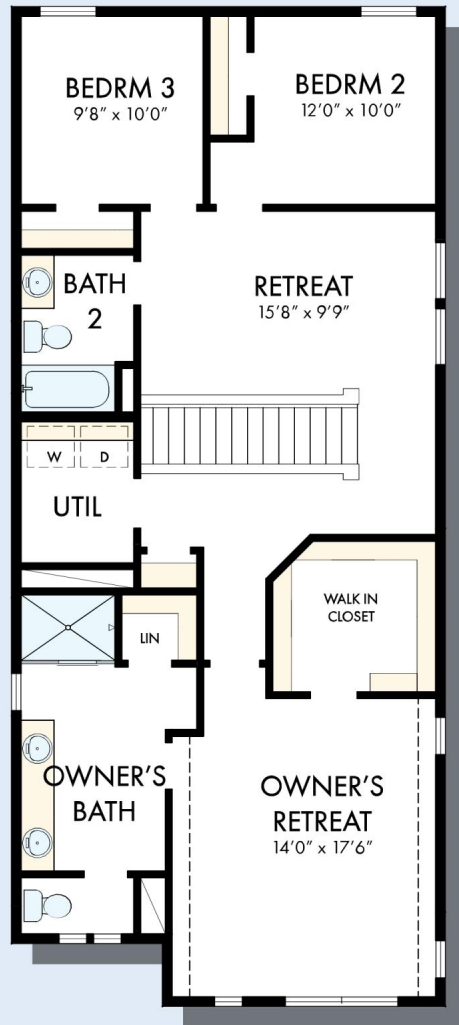 BEDRM 3
9'8" x 10'0"
BEDRM 2
12'0" x 10'0"
BATH
2
RETREAT
15'8" x 9'9"
W D
UTIL
LIN
WALK IN
CLOSET
OWNER'S
BATH
OWNER'S
RETREAT
14'0" x 17'6"